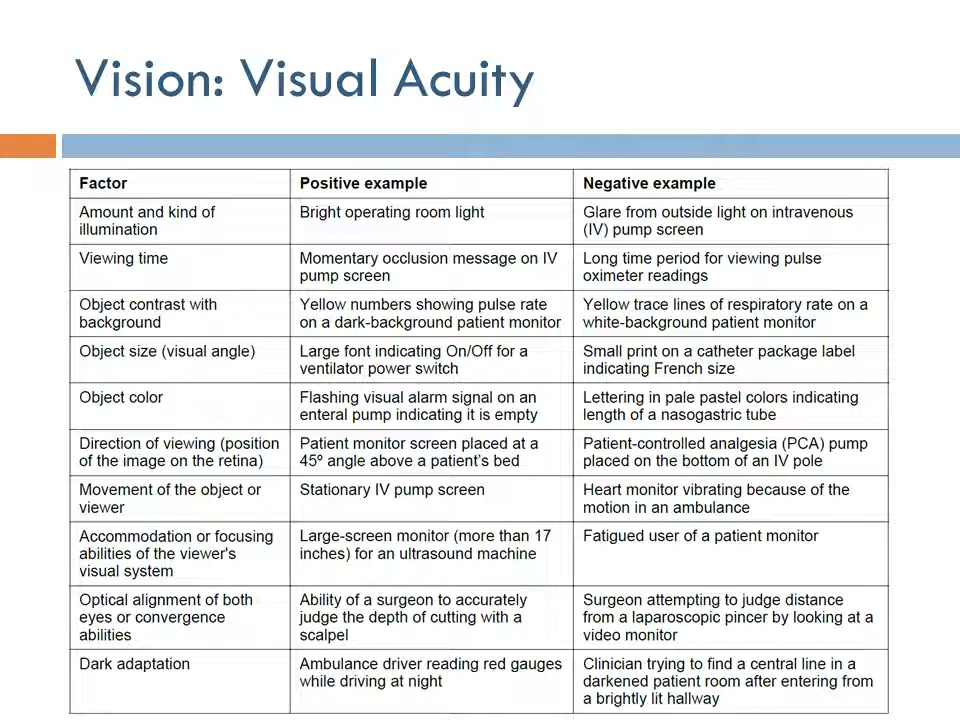 Vision: Visual Acuity
Factor
Positive example
Negative example
Amount and kind of
illumination
Bright operating room light
Glare from outside light on intravenous
(IV) pump screen
Viewing time
Momentary occlusion message on IV
pump screen
Long time period for viewing pulse
oximeter readings
Object contrast with
background
Yellow numbers showing pulse rate
on a dark-background patient monitor
Yellow trace lines of respiratory rate on a
white-background patient monitor
Object size (visual angle)
Large font indicating On/Off for a
ventilator power switch
Small print on a catheter package label
indicating French size
Object color
Flashing visual alarm signal on an
enteral pump indicating it is empty
Lettering in pale pastel colors indicating
length of a nasogastric tube
Direction of viewing (position
of the image on the retina)
Patient monitor screen placed at a
45º angle above a patient's bed
Patient-controlled analgesia (PCA) pump
placed on the bottom of an IV pole
Movement of the object or
viewer
Stationary IV pump screen
Heart monitor vibrating because of the
motion in an ambulance
Accommodation or focusing
abilities of the viewer's
visual system
Large-screen monitor (more than 17
inches) for an ultrasound machine
Fatigued user of a patient monitor
Optical alignment of both
eyes or convergence
abilities
Ability of a surgeon to accurately
judge the depth of cutting with a
scalpel
Surgeon attempting to judge distance
from a laparoscopic pincer by looking at a
video monitor
Dark adaptation
Ambulance driver reading red gauges
while driving at night
Clinician trying to find a central line in a
darkened patient room after entering from
a brightly lit hallway